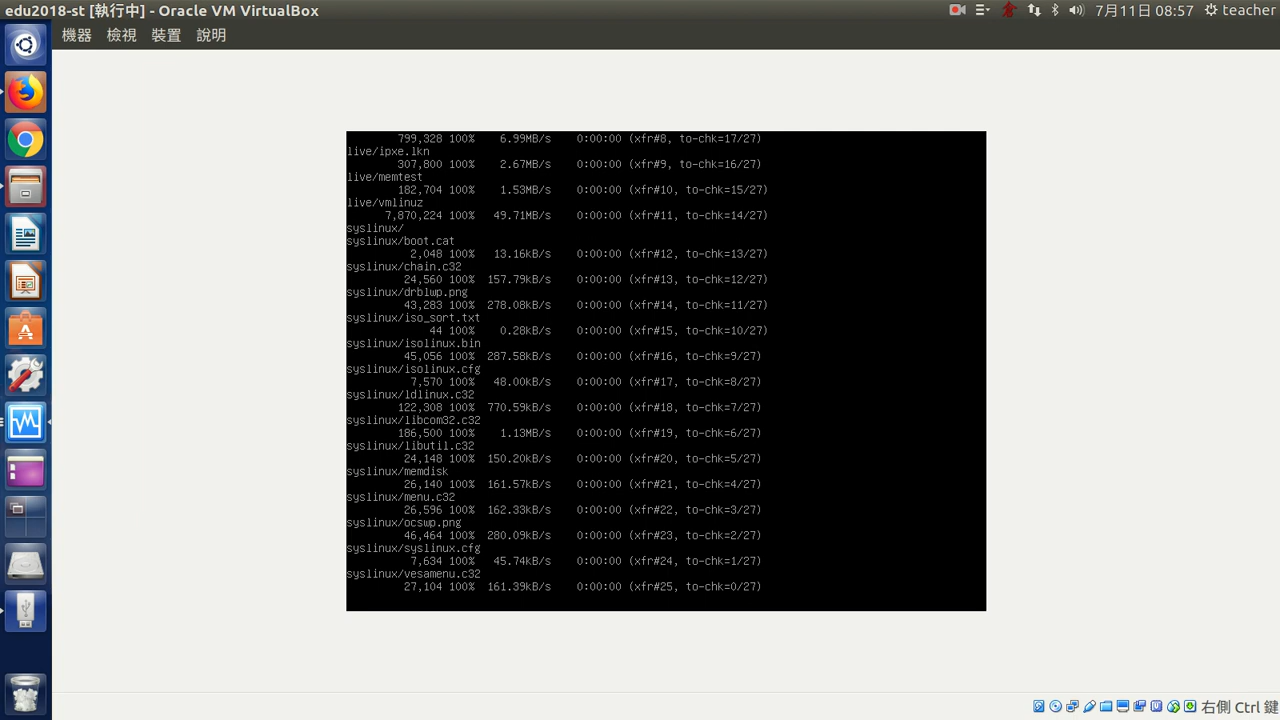 edu2018-st [執行中] - Oracle VM VirtualBox
7月11日 08:57 teacher
機器 檢視 裝置 說明
799,328 100% 6.99MB/s 0:00:00 (xfr#8, to-chk=17/27)
live/ipxe.lkn
307,800 100% 2.67MB/s 0:00:00 (xfr#9, to-chk=16/27)
live/memtest
182,704 100% 1.53MB/s 0:00:00 (xfr#10, to-chk=15/27)
live/vmlinuz
7,870,224 100% 49.71MB/s 0:00:00 (xfr#11, to-chk=14/27)
syslinux/
syslinux/boot.cat
2,048 100% 13.16kB/s 0:00:00 (xfr#12, to-chk=13/27)
syslinux/chain.c32
24,560 100% 157.79kB/s 0:00:00 (xfr#13, to-chk=12/27)
syslinux/drblwp.png
43,283 100% 278.08kB/s 0:00:00 (xfr#14, to-chk=11/27)
syslinux/iso_sort.txt
44 100% 0.28kB/s 0:00:00 (xfr#15, to-chk=10/27)
syslinux/isolinux.bin
45,056 100% 287.58kB/s 0:00:00 (xfr#16, to-chk=9/27)
syslinux/isolinux.cfg
7,570 100% 48.00kB/s 0:00:00 (xfr#17, to-chk=8/27)
syslinux/ldlinux.c32
122,308 100% 770.59kB/s 0:00:00 (xfr#18, to-chk=7/27)
syslinux/libcom32.c32
186,500 100% 1.13MB/s 0:00:00 (xfr#19, to-chk=6/27)
syslinux/libutil.c32
24,148 100% 150.20kB/s 0:00:00 (xfr#20, to-chk=5/27)
syslinux/memdisk
26,140 100% 161.57kB/s 0:00:00 (xfr#21, to-chk=4/27)
syslinux/menu.c32
26,596 100% 162.33kB/s 0:00:00 (xfr#22, to-chk=3/27)
syslinux/ocswp.png
46,464 100% 280.09kB/s 0:00:00 (xfr#23, to-chk=2/27)
syslinux/syslinux.cfg
7,634 100% 45.74kB/s 0:00:00 (xfr#24, to-chk=1/27)
syslinux/vesamenu.c32
27,104 100% 161.39kB/s 0:00:00 (xfr#25, to-chk=0/27)
右側 Ctrl 鍵